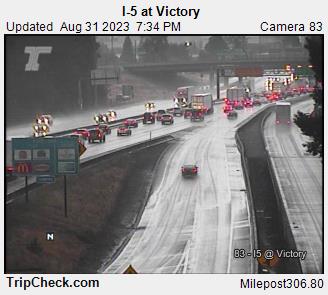 I-5 at Victory
Updated Aug 31 2023 7:34 PM
Camera 83
T
N
83 - I5 @ Victory
TripCheck.com
Milepost306.80